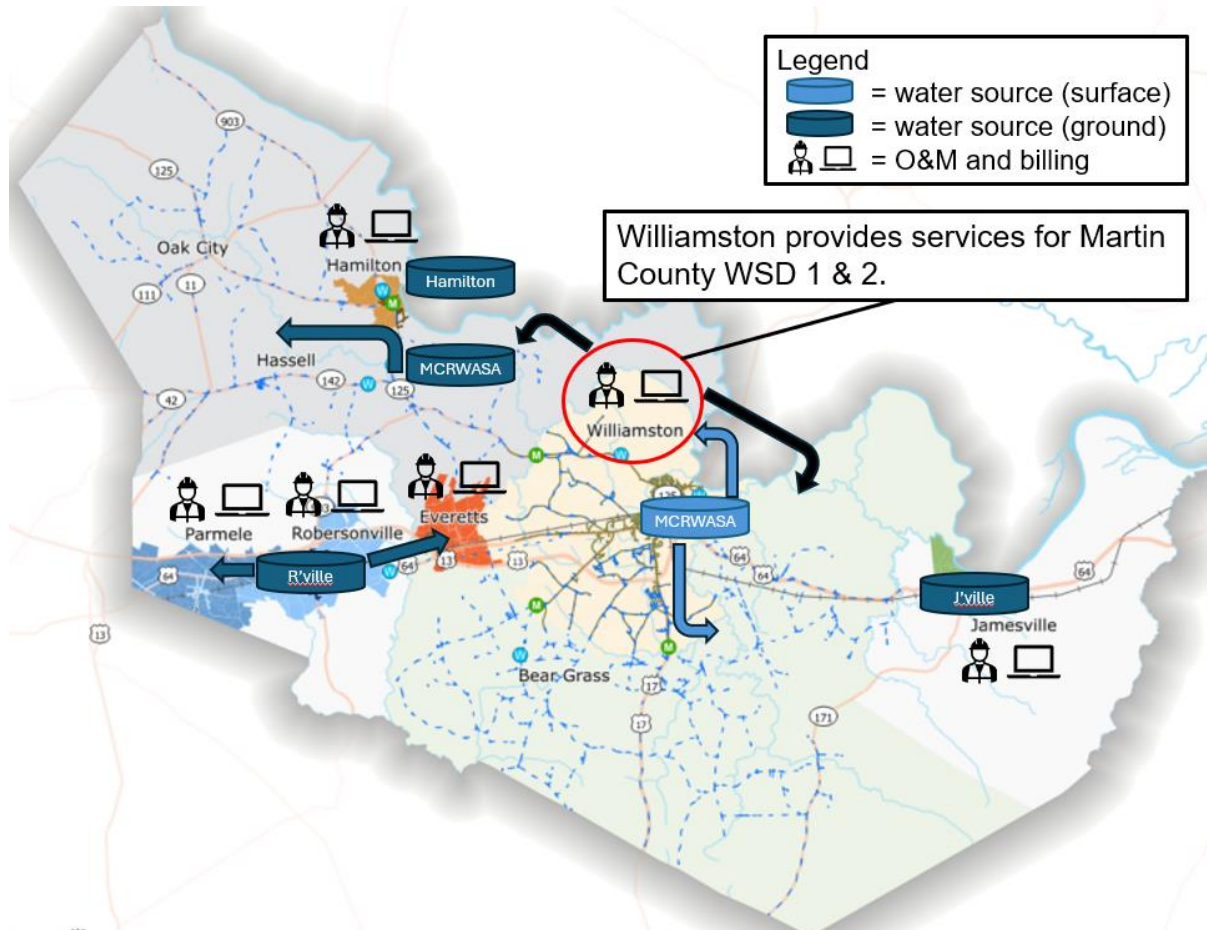 Legend
= water source (surface)
= water source (ground)
= O&M and billing
Williamston provides services for Martin
County WSD 1 & 2.
903
125
Oak City
Hamilton
Hamilton
W
M
11
111
Hassell
MCRWASA
142
W
125
42
Williamston
M
W
Parmele
Robersonville
Everetts
125
MCRWASA
64
R'ville
64
W
13
13
64
64
64
J'ville
Jamesville
13
M
W
Bear Grass
M
17
17
171